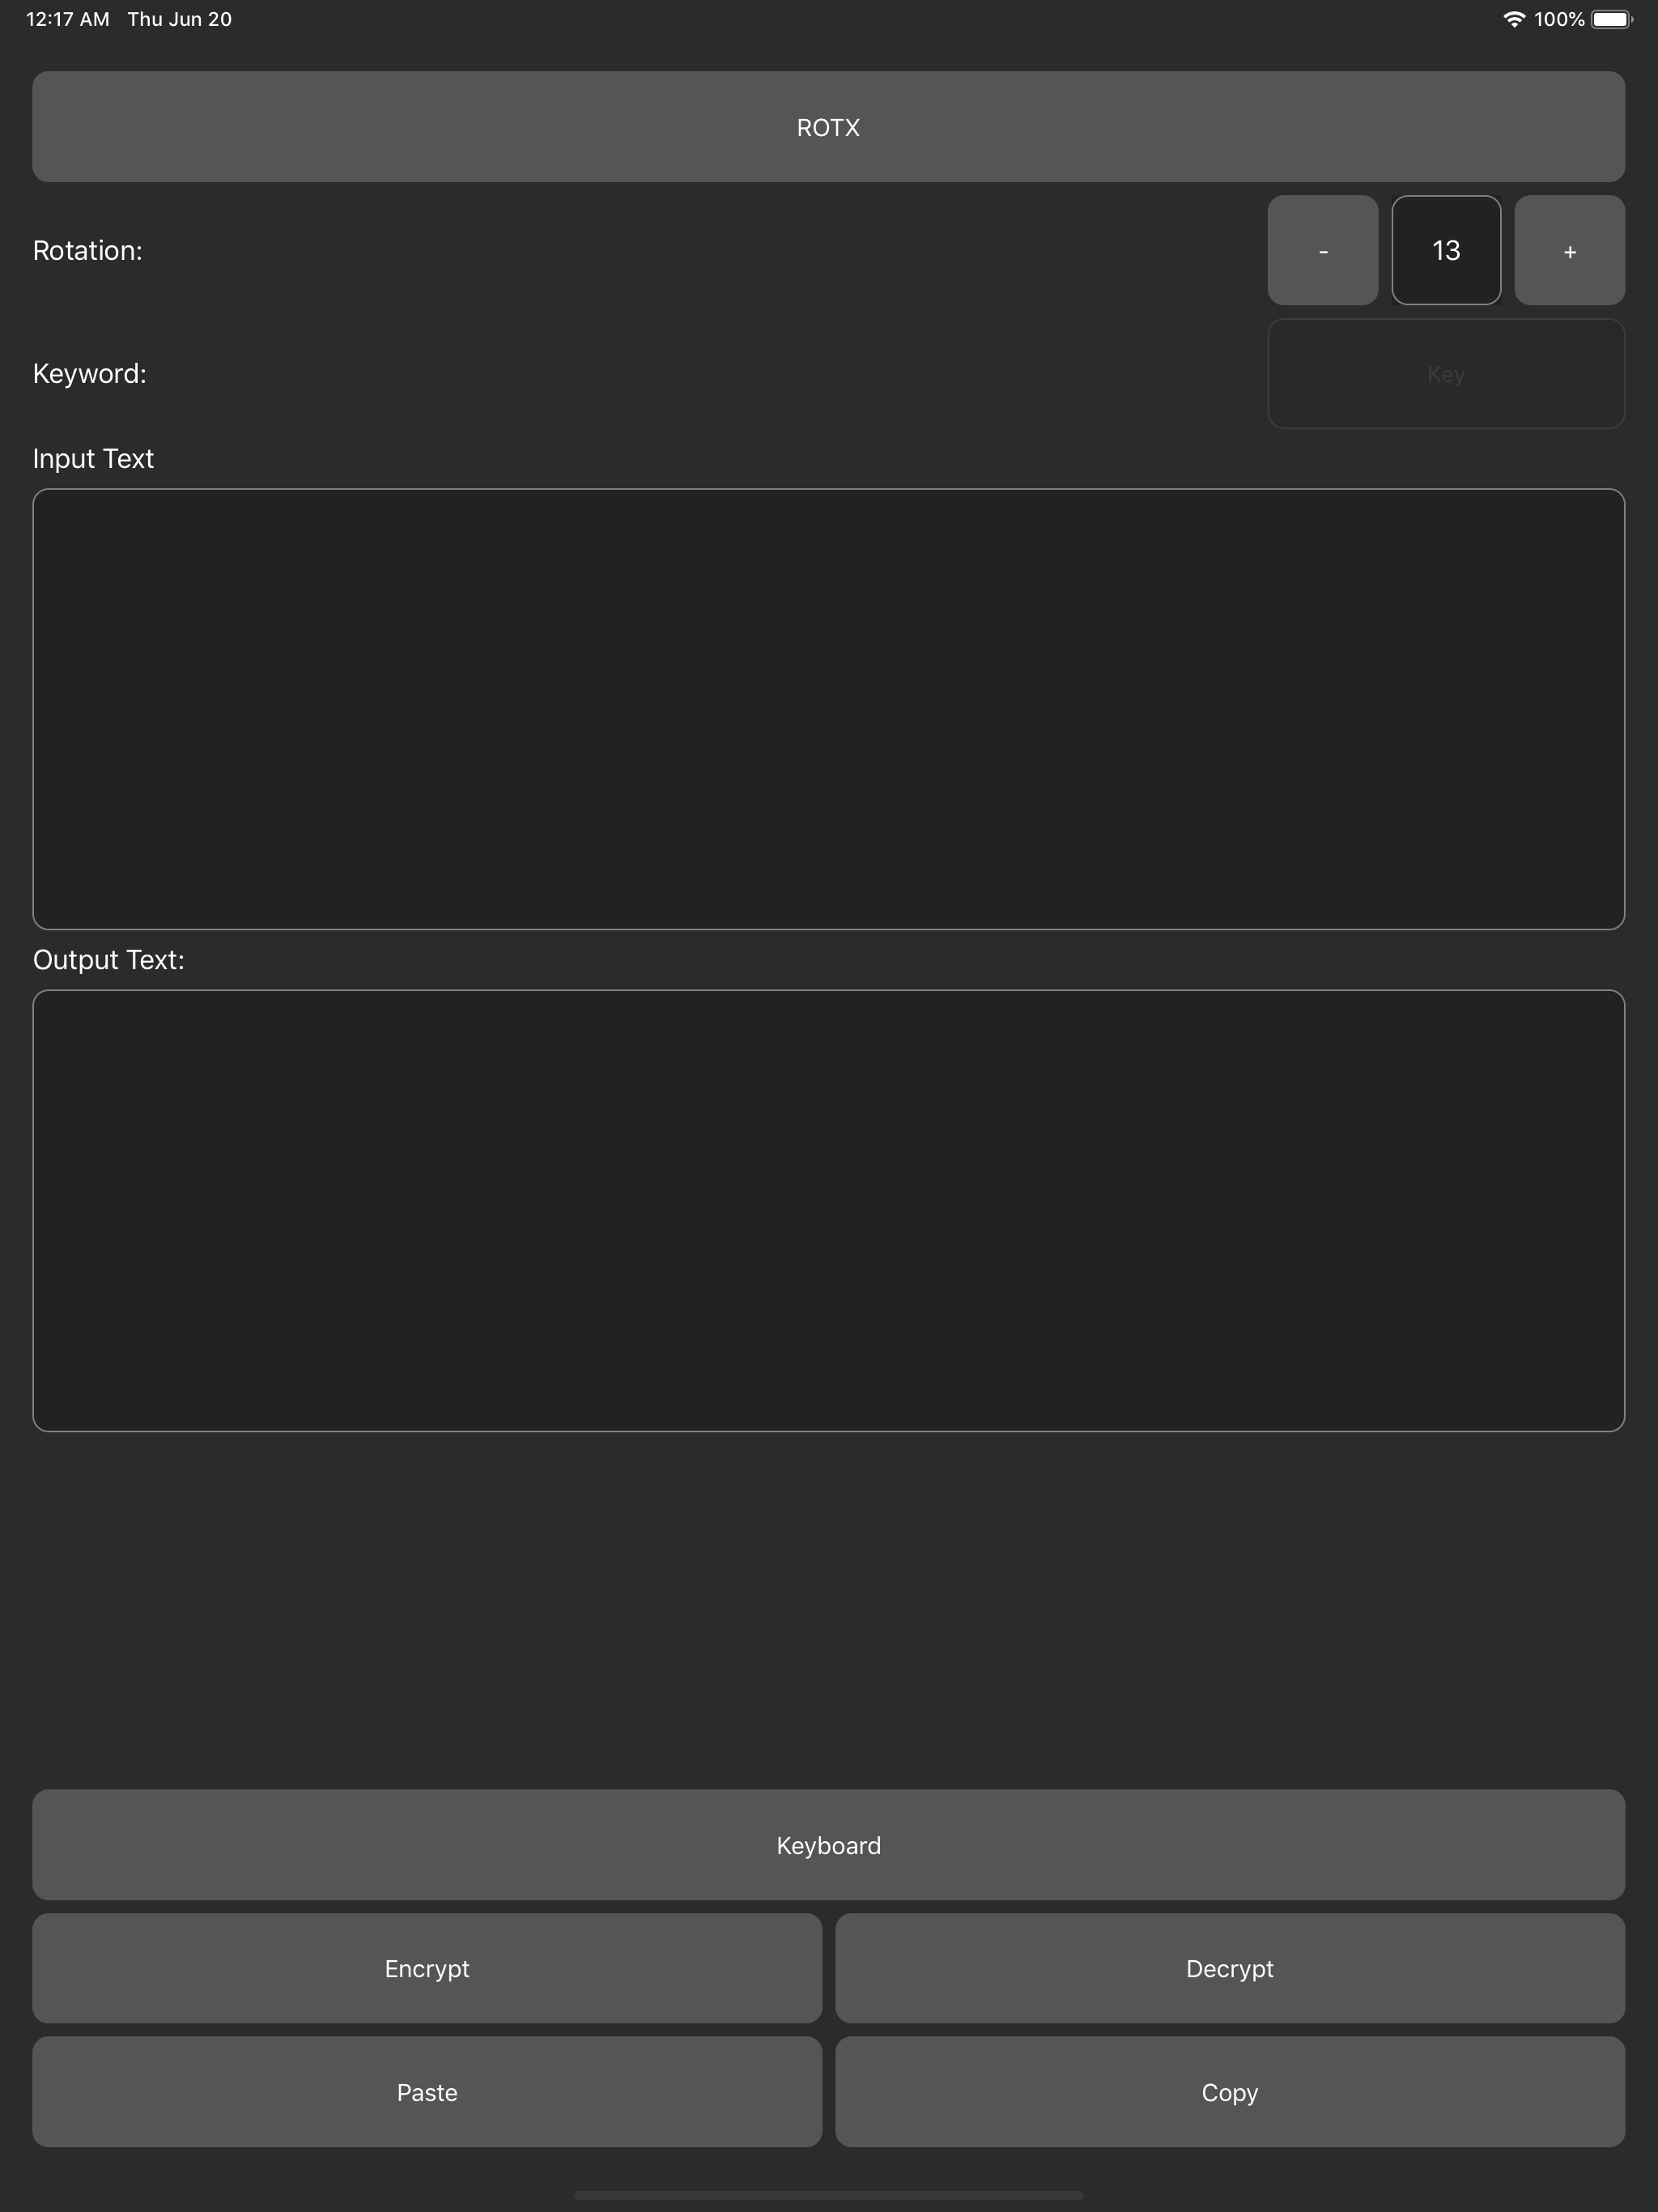 12:17 AM Thu Jun 20 100%
ROTX
Rotation: - 13 +
Keyword: Key
Input Text
Output Text:
Keyboard
Encrypt Decrypt
Paste Copy